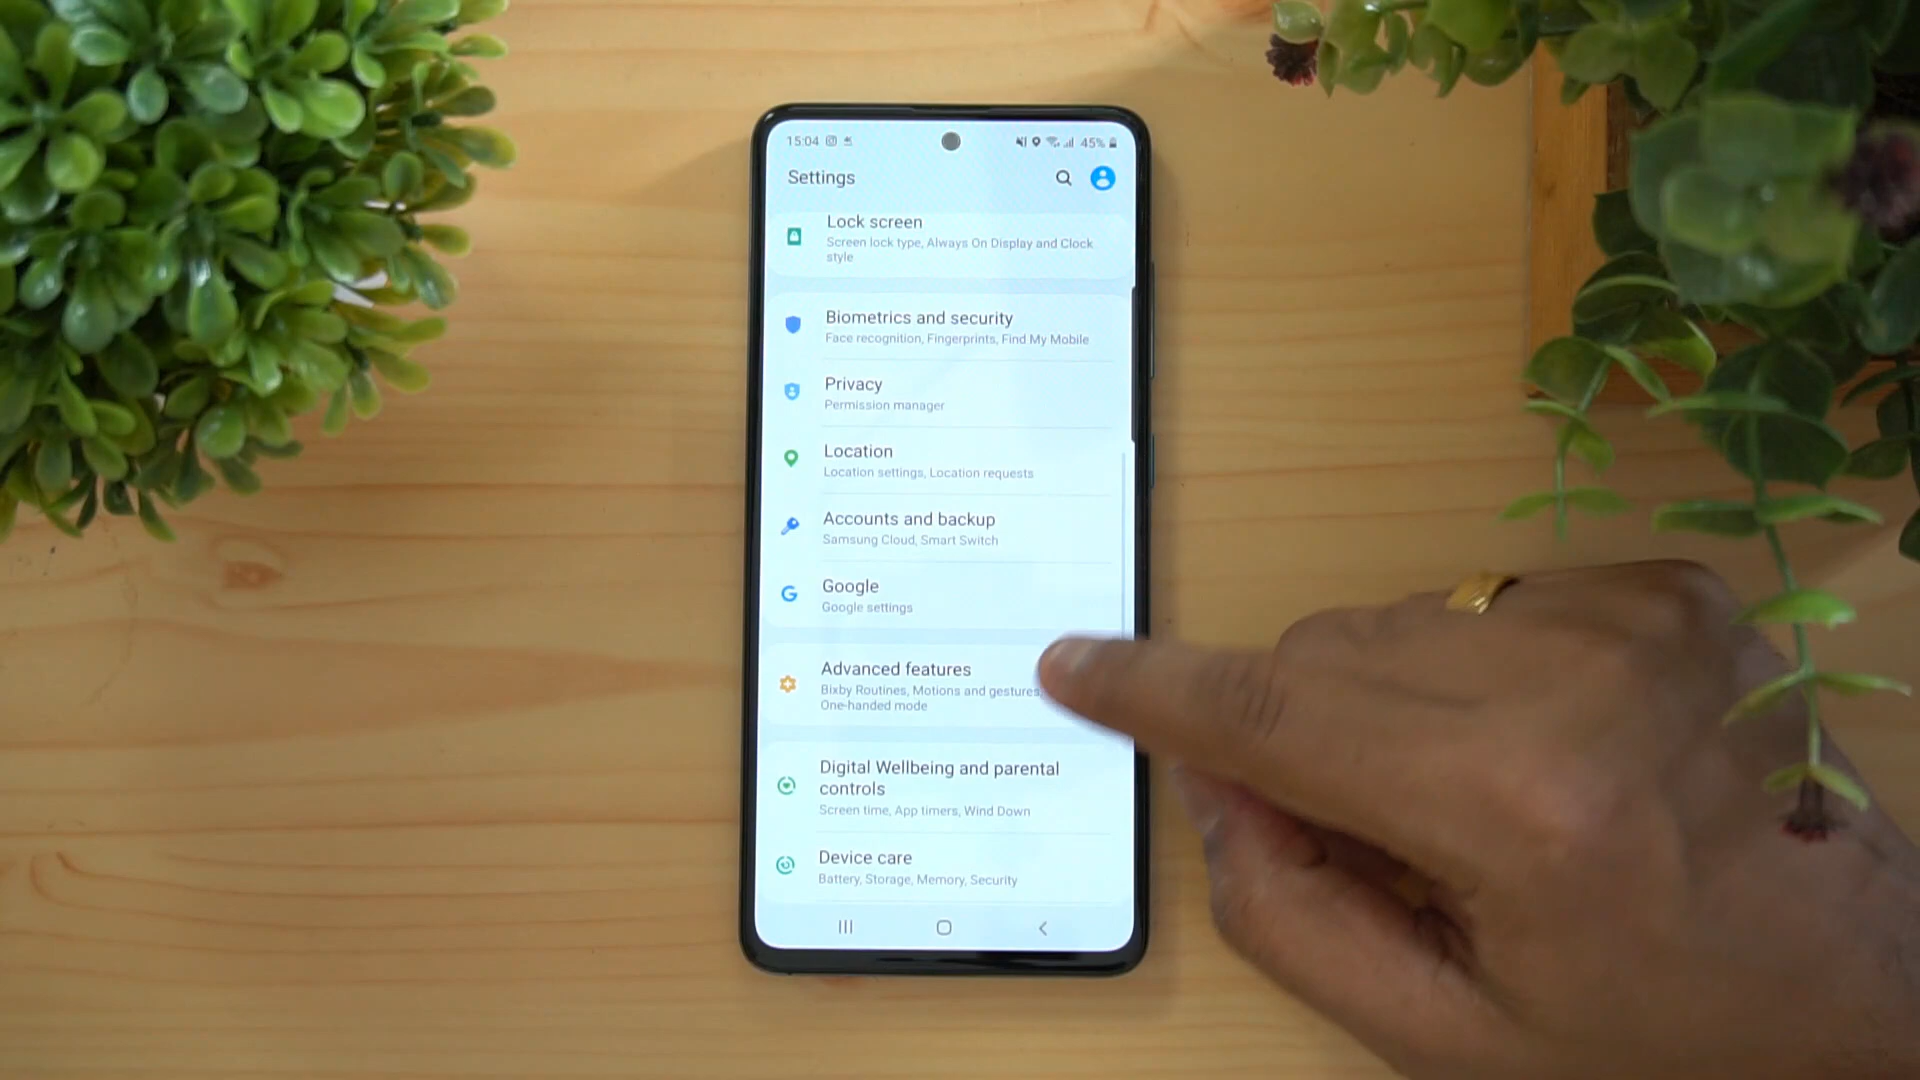 15:04
45%
Settings
Lock screen
Screen lock type, Always On Display and Clock
style
Biometrics and security
Face recognition, Fingerprints, Find My Mobile
Privacy
Permission manager
Location
Location settings, Location requests
Accounts and backup
Samsung Cloud, Smart Switch
Google
Google settings
Advanced features
Bixby Routines, Motions and gestures,
One-handed mode
Digital Wellbeing and parental
controls
Screen time, App timers, Wind Down
Device care
Battery, Storage, Memory, Security